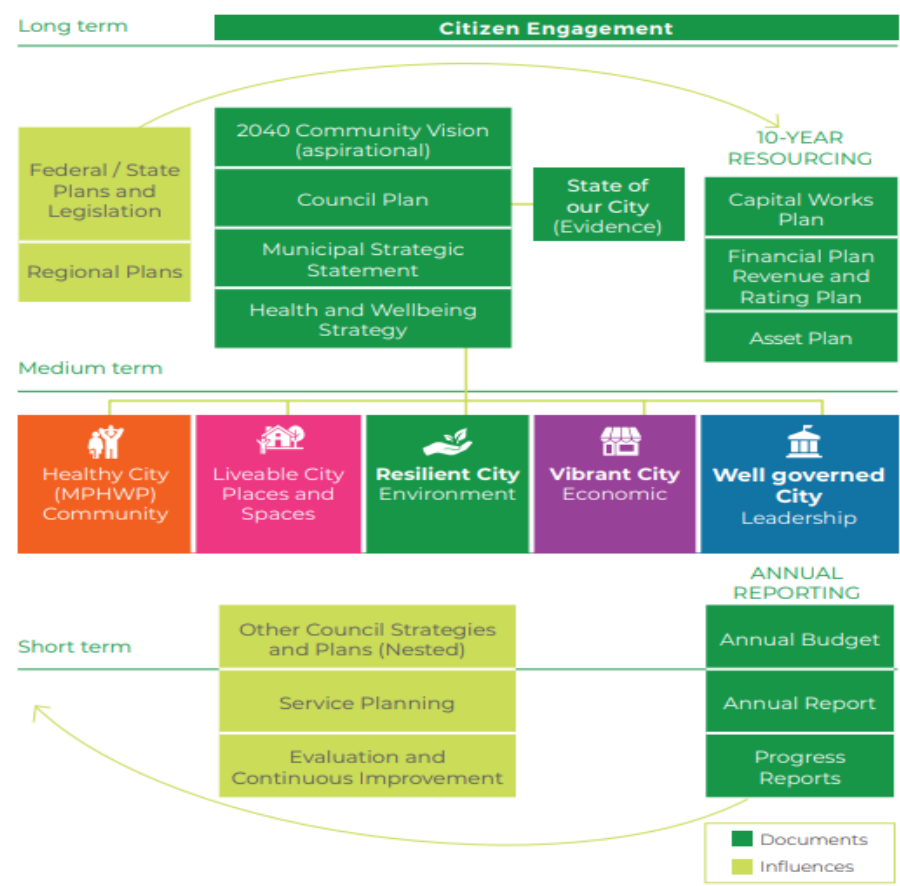 Long term
Citizen Engagement
Federal / State
Plans and
Legislation
Regional Plans
2040 Community Vision
(aspirational)
Council Plan
Municipal Strategic
Statement
Health and Wellbeing
Strategy
State of
our City
(Evidence)
10-YEAR
RESOURCING
Capital Works
Plan
Financial Plan
Revenue and
Rating Plan
Asset Plan
Medium term
Healthy City
(MPHWP)
Community
Liveable City
Places and
Spaces
Resilient City
Environment
Vibrant City
Economic
Well governed
City
Leadership
Short term
Other Council Strategies
and Plans (Nested)
Service Planning
Evaluation and
Continuous Improvement
ANNUAL
REPORTING
Annual Budget
Annual Report
Progress
Reports
Documents
Influences